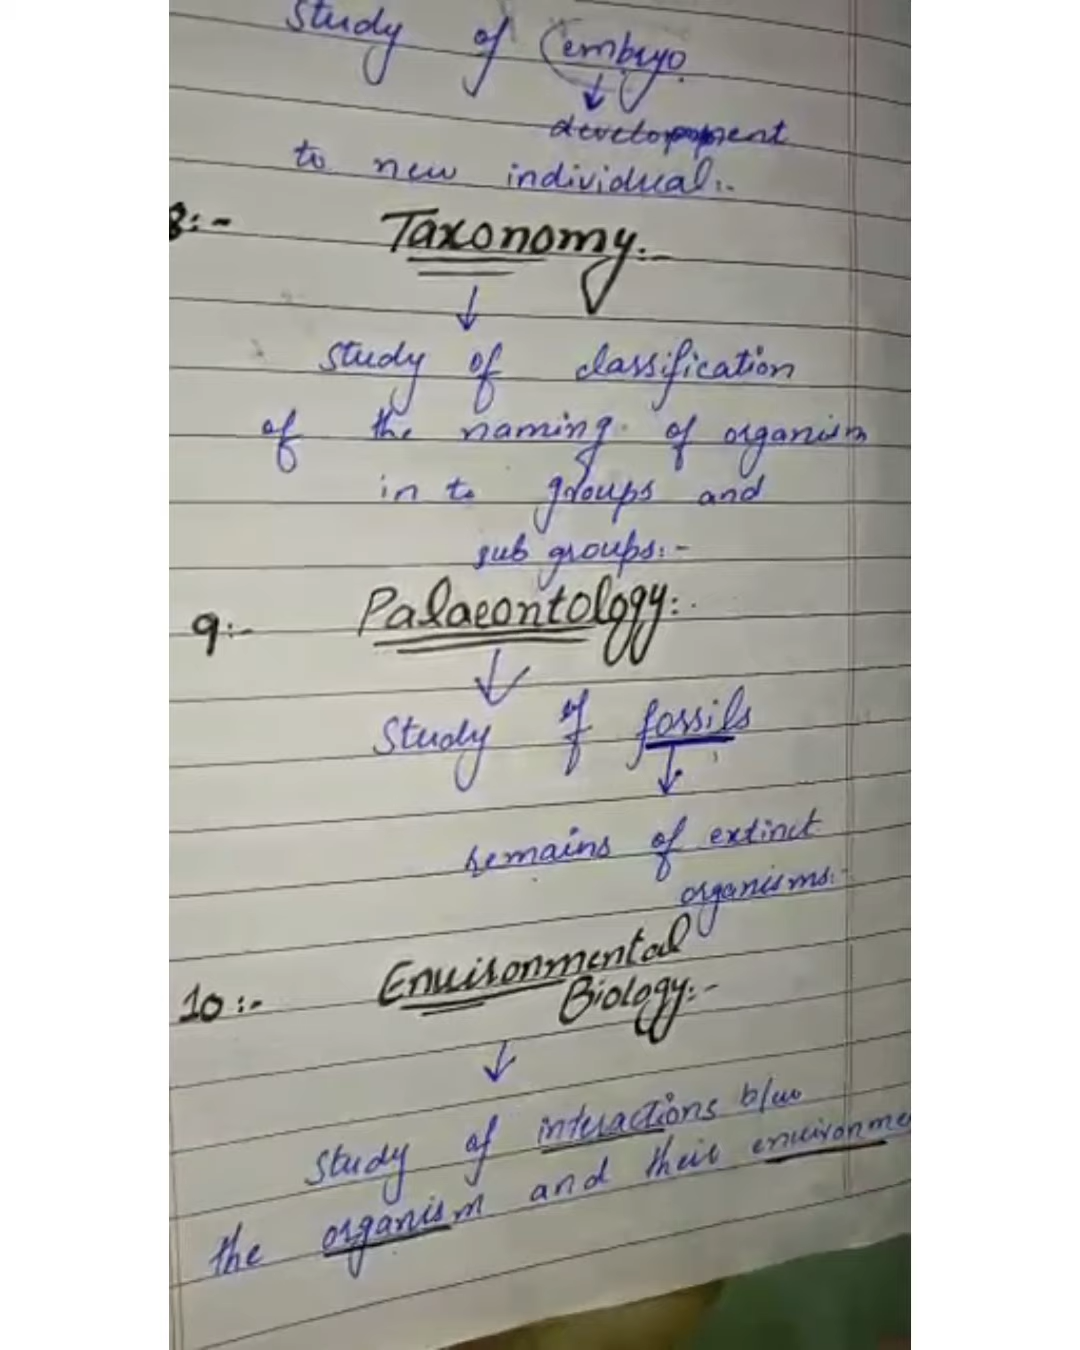 study of (embryo.
↓
development
to new individual:-
8:- Taxonomy:-
↓
study of classification
of the naming of organism
in to groups and
sub groups:-
9:- Palaeontology:-
↓
Study of fossils
↓
remains of extinct
organisms:-
10:- Environmental
Biology:-
↓
study of interactions b/w
the organism and their environme